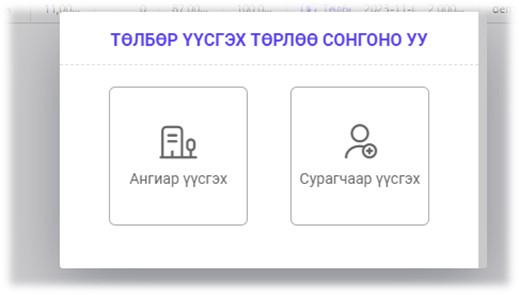 ТӨЛБӨР ҮҮСГЭХ ТӨРЛӨӨ СОНГОНО УУ
Ангиар үүсгэх
Сурагчаар үүсгэх